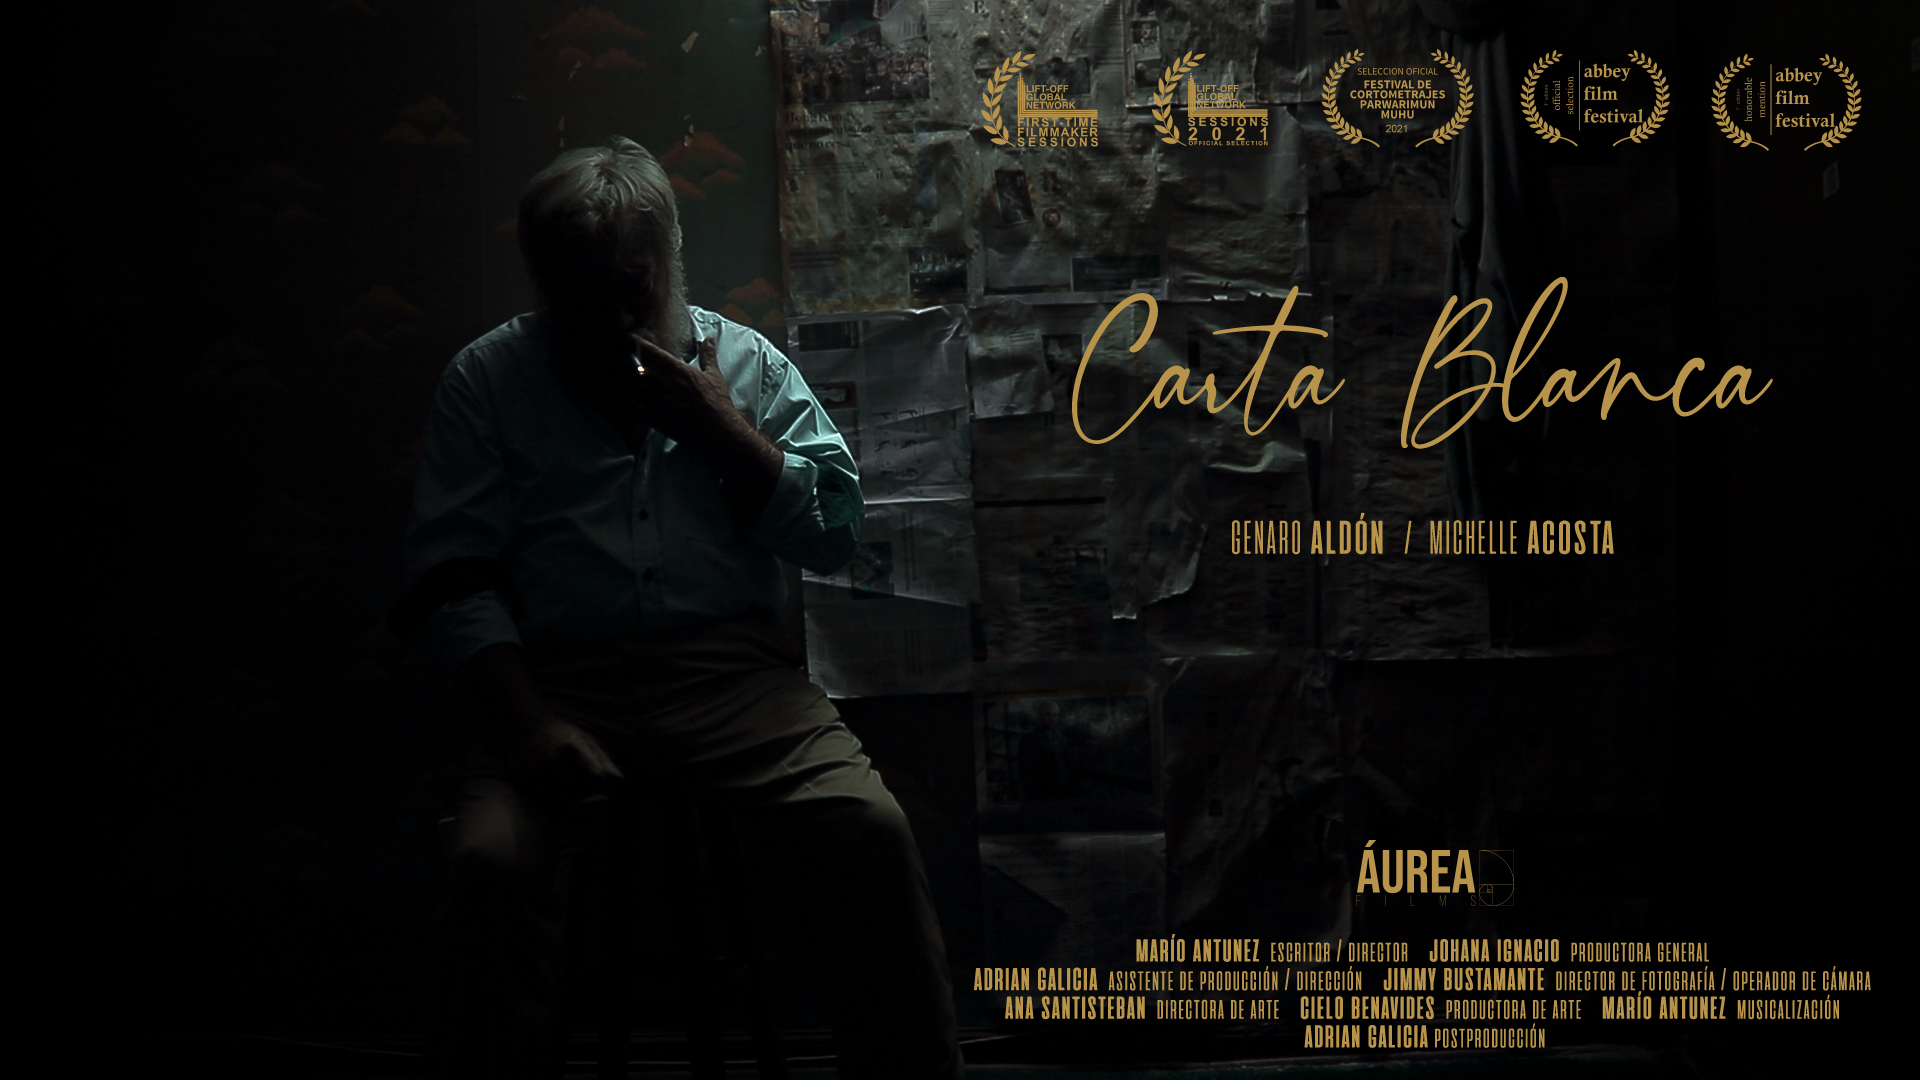 LIFT-OFF
GLOBAL
NETWORK
FIRST-TIME
FILMMAKER
SESSIONS
LIFT-OFF
GLOBAL
NETWORK
SESSIONS
2021
OFFICIAL SELECTION
SELECCION OFICIAL
FESTIVAL DE
CORTOMETRAJES
PARWARIMUN
MUHU
2021
official
selection
abbey
film
festival
honorable
mention
abbey
film
festival
Carta Blanca
GENARO ALDÓN / MICHELLE ACOSTA
ÁUREA
FILMS
MARÍO ANTUNEZ ESCRITOR / DIRECTOR JOHANA IGNACIO PRODUCTORA GENERAL
ADRIAN GALICIA ASISTENTE DE PRODUCCIÓN / DIRECCIÓN JIMMY BUSTAMANTE DIRECTOR DE FOTOGRAFÍA / OPERADOR DE CÁMARA
ANA SANTISTEBAN DIRECTORA DE ARTE CIELO BENAVIDES PRODUCTORA DE ARTE MARÍO ANTUNEZ MUSICALIZACIÓN
ADRIAN GALICIA POSTPRODUCCIÓN